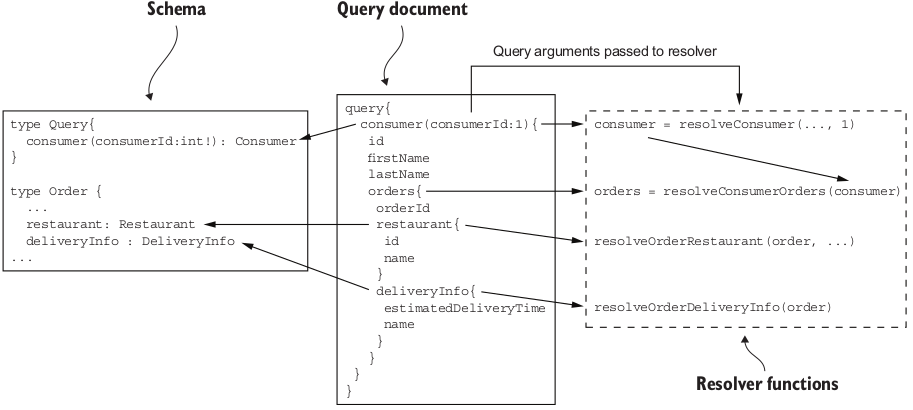 Schema
Query document
Query arguments passed to resolver
type Query{
consumer(consumerId:int!): Consumer
}
type Order {
...
restaurant: Restaurant
deliveryInfo : DeliveryInfo
...
query{
consumer(consumerId:1){
id
firstName
lastName
orders{
orderId
restaurant{
id
name
}
deliveryInfo{
estimatedDeliveryTime
name
}
}
}
}
consumer = resolveConsumer(..., 1)
orders = resolveConsumerOrders(consumer)
resolveOrderRestaurant(order, ...)
resolveOrderDeliveryInfo(order)
Resolver functions